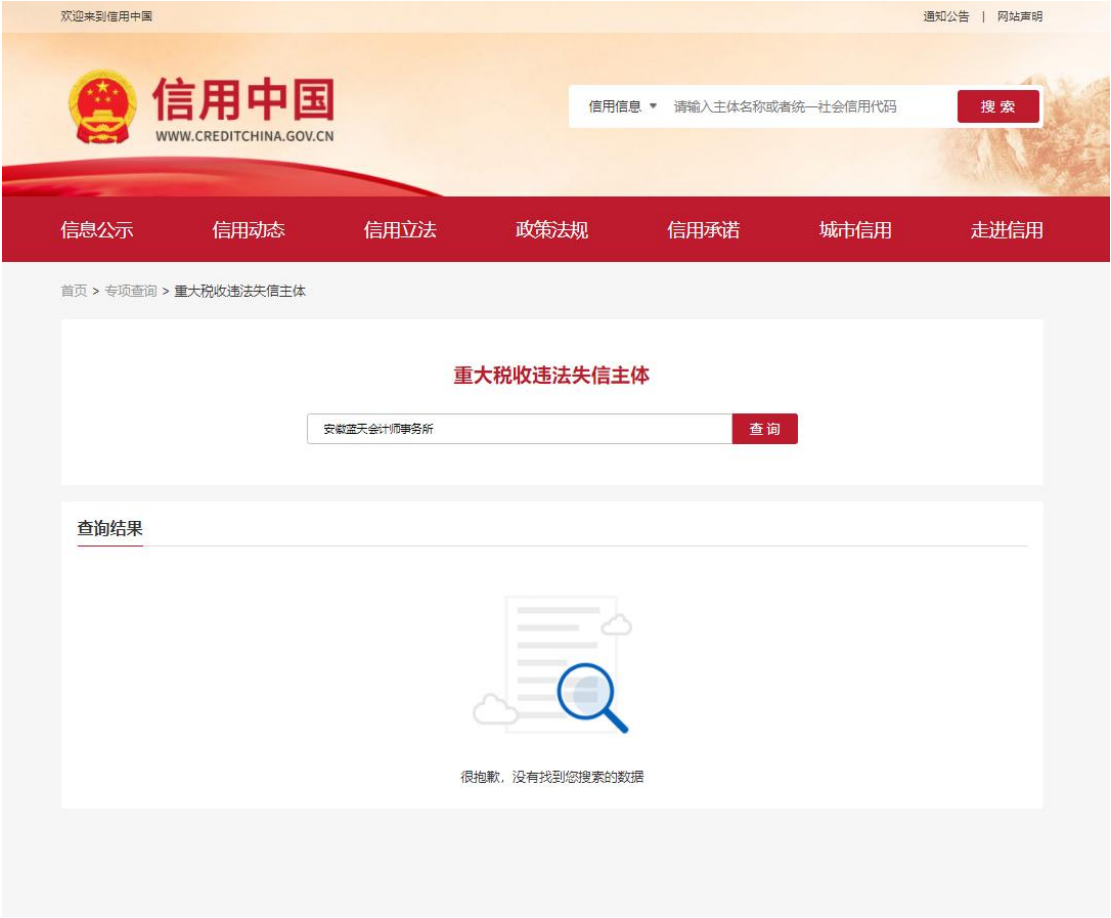 欢迎来到信用中国
通知公告 | 网站声明
信用中国
WWW.CREDITCHINA.GOV.CN
信用信息 请输入主体名称或者统一社会信用代码 搜索
信息公示 信用动态 信用立法 政策法规 信用承诺 城市信用 走进信用
首页 > 专项查询 > 重大税收违法失信主体
重大税收违法失信主体
安徽蓝天会计师事务所 查询
查询结果
很抱歉，没有找到您搜索的数据